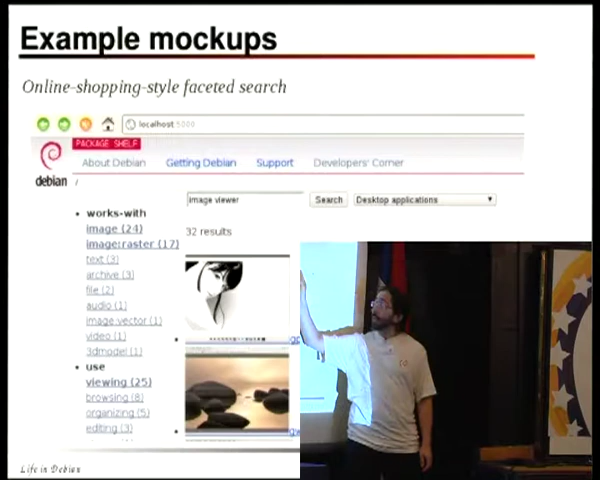 Example mockups
Online-shopping-style faceted search
localhost:5000
PACKAGE SHELF
About Debian Getting Debian Support Developers' Corner
debian /
image viewer Search Desktop applications
32 results
works-with
image (24)
image:raster (17)
text (3)
archive (3)
file (2)
audio (1)
image:vector (1)
video (1)
3dmodel (1)
use
viewing (25)
browsing (8)
organizing (5)
editing (3)
Life in Debian